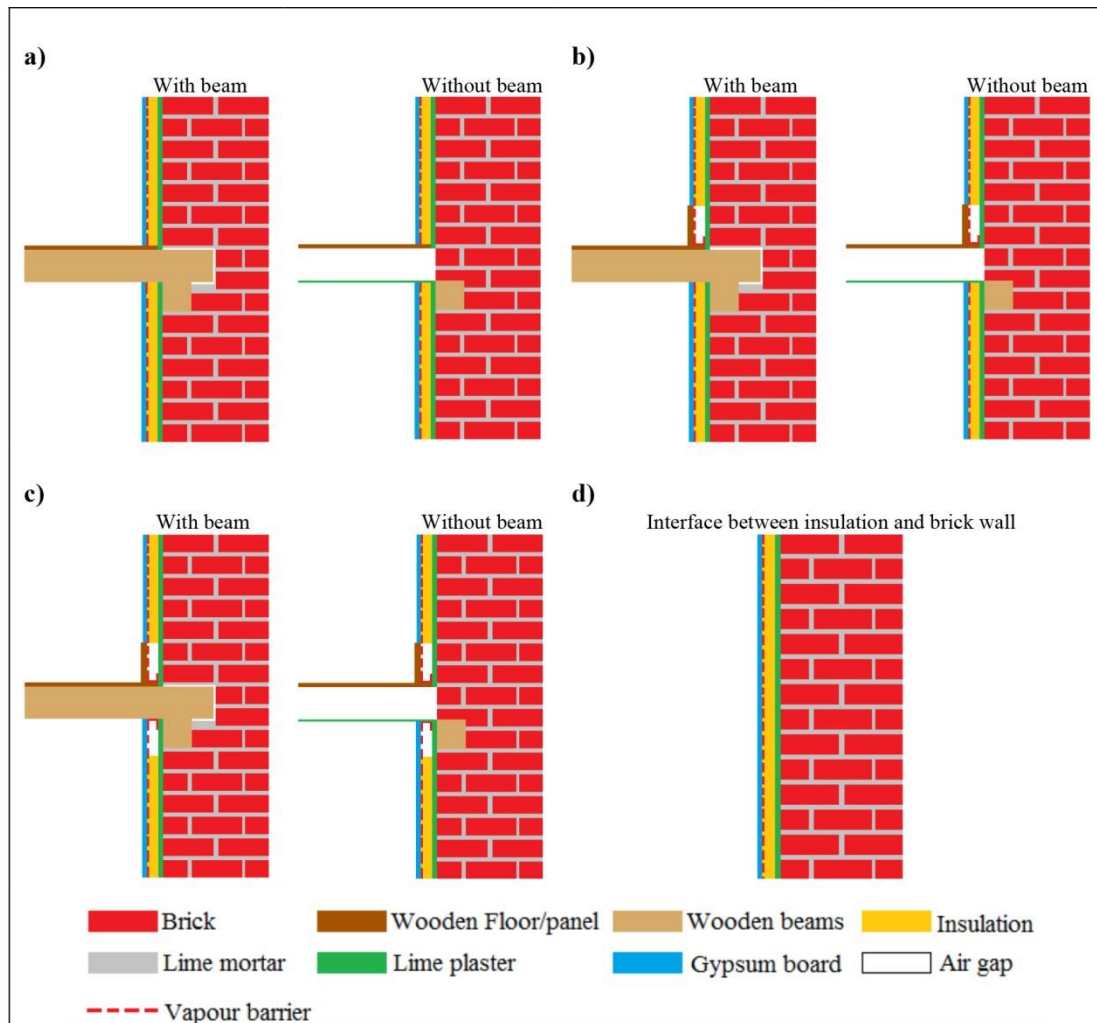 a)
b)
With beam
Without beam
With beam
Without beam
c)
d)
With beam
Without beam
Interface between insulation and brick wall
Brick
Wooden Floor/panel
Wooden beams
Insulation
Lime mortar
Lime plaster
Gypsum board
Air gap
Vapour barrier